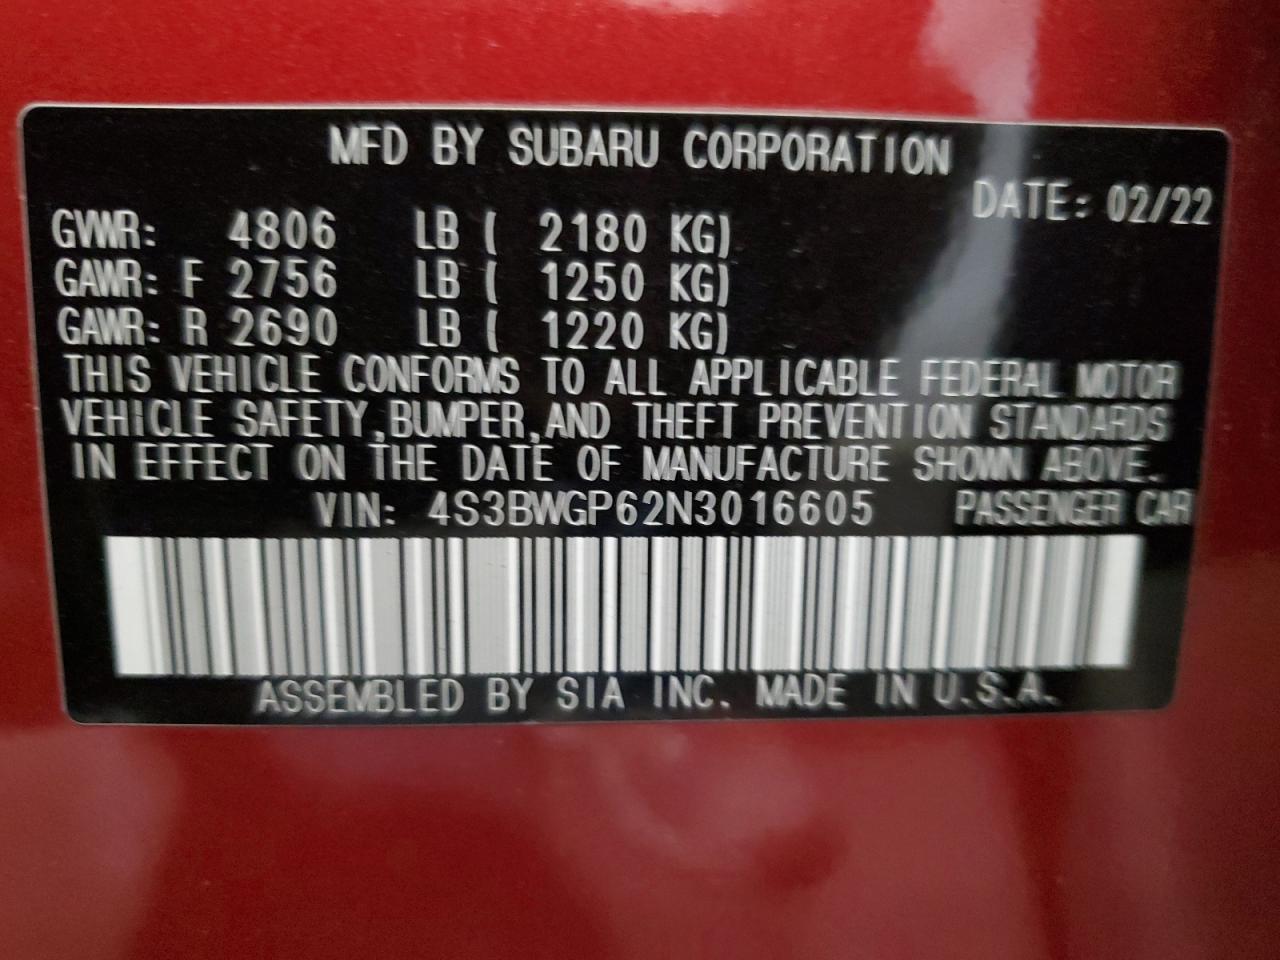 MFD BY SUBARU CORPORATION
DATE: 02/22
GVWR: 4806 LB ( 2180 KG)
GAWR: F 2756 LB ( 1250 KG)
GAWR: R 2690 LB ( 1220 KG)
THIS VEHICLE CONFORMS TO ALL APPLICABLE FEDERAL MOTOR
VEHICLE SAFETY,BUMPER,AND THEFT PREVENTION STANDARDS
IN EFFECT ON THE DATE OF MANUFACTURE SHOWN ABOVE.
VIN: 4S3BWGP62N3016605 PASSENGER CAR
ASSEMBLED BY SIA INC. MADE IN U.S.A.